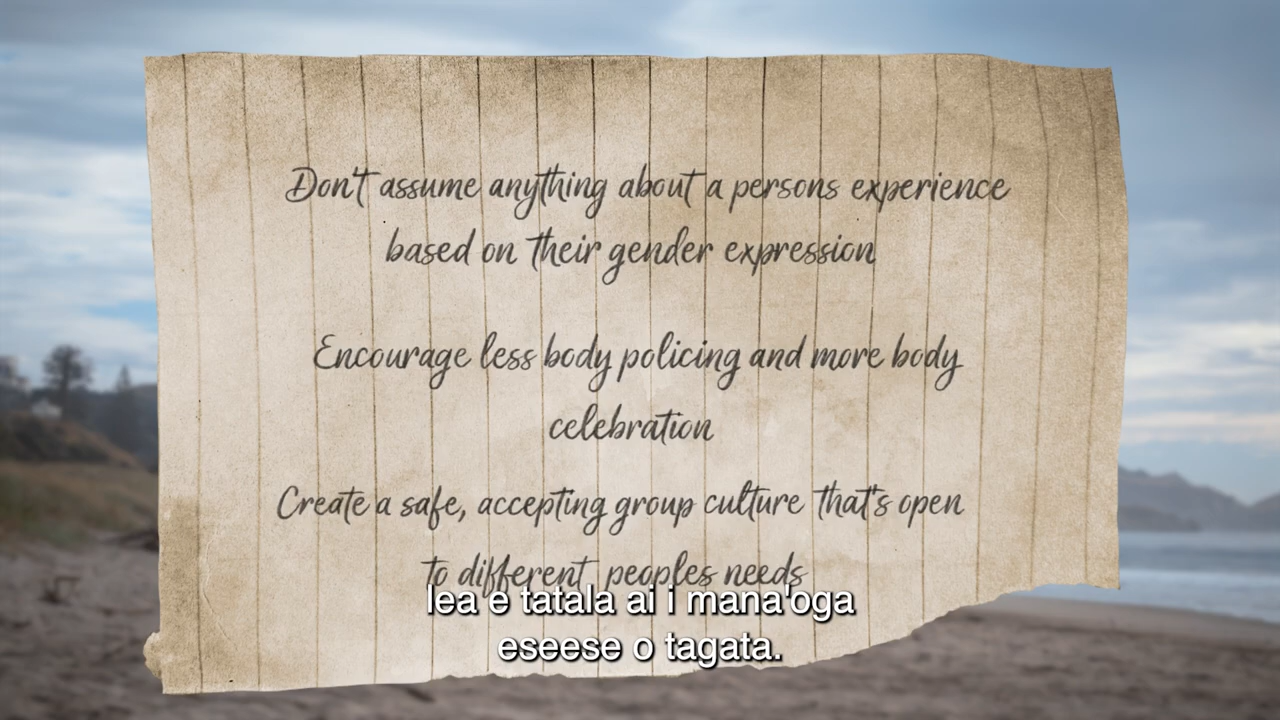 Don't assume anything about a persons experience
based on their gender expression
Encourage less body policing and more body
celebration
Create a safe, accepting group culture that's open
to different peoples needs
lea e tatala ai i mana'oga
eseese o tagata.